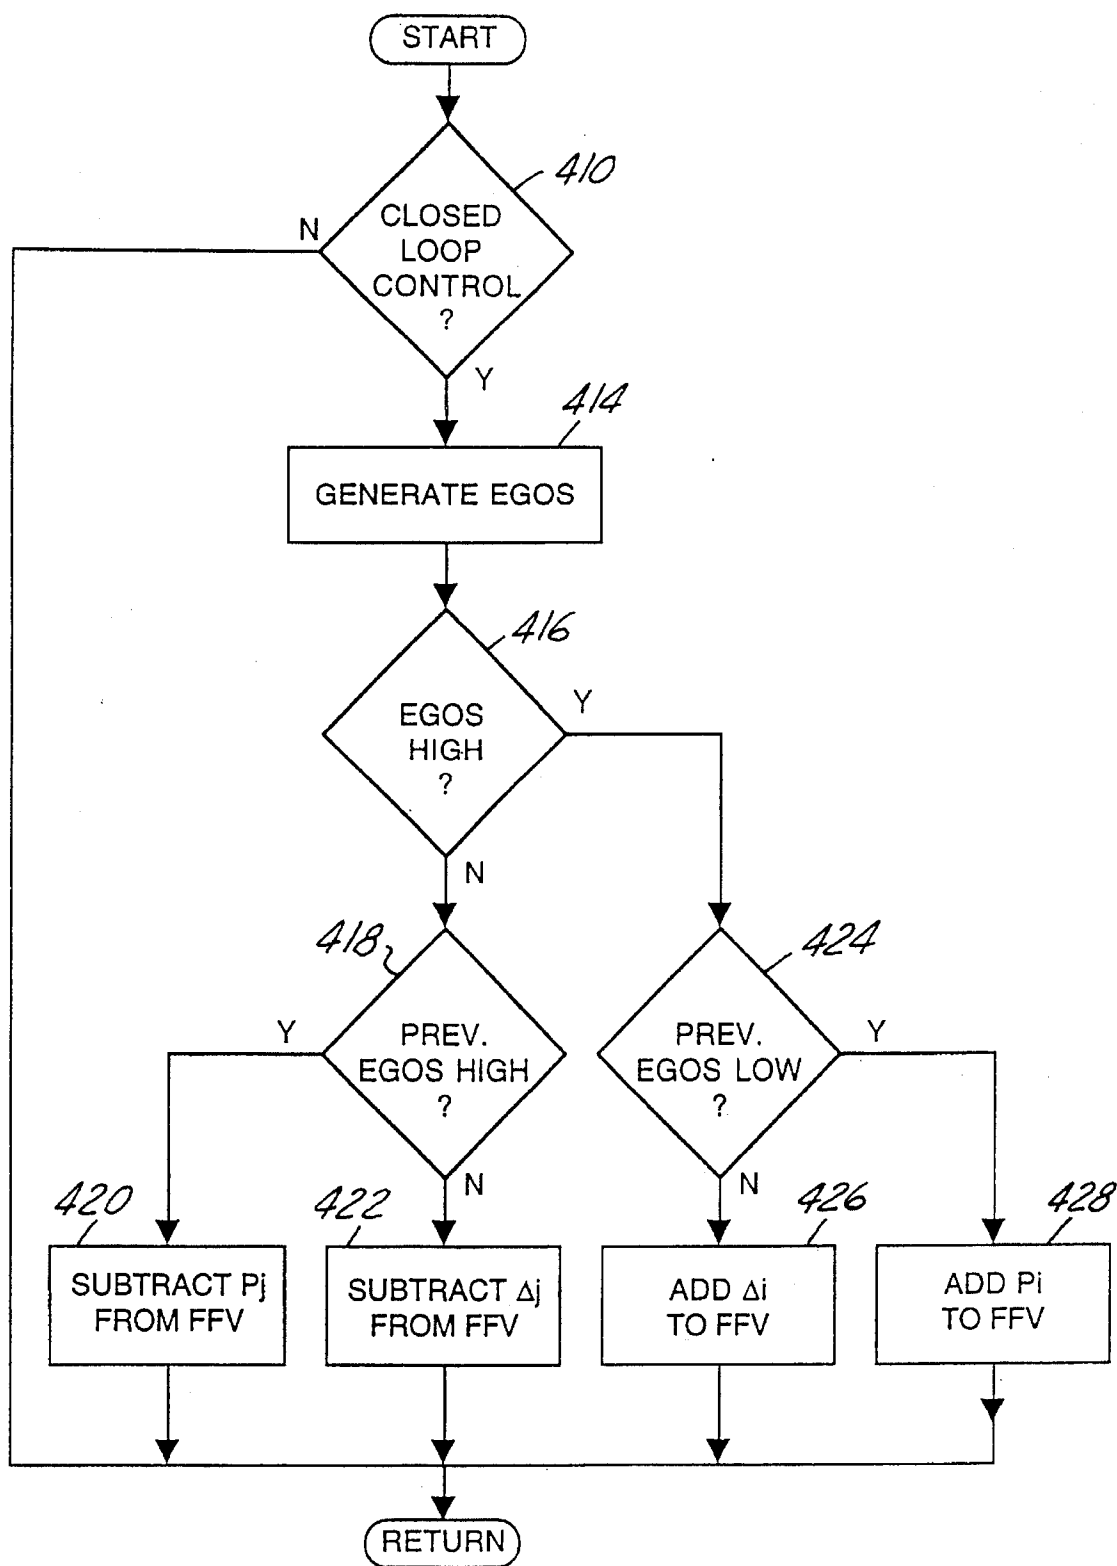 START
410
CLOSED
LOOP
CONTROL
?
N
Y
414
GENERATE EGOS
416
EGOS
HIGH
?
Y
N
418
PREV.
EGOS HIGH
?
Y
N
424
PREV.
EGOS LOW
?
Y
N
420
SUBTRACT Pj
FROM FFV
422
SUBTRACT Δj
FROM FFV
426
ADD Δi
TO FFV
428
ADD Pi
TO FFV
RETURN